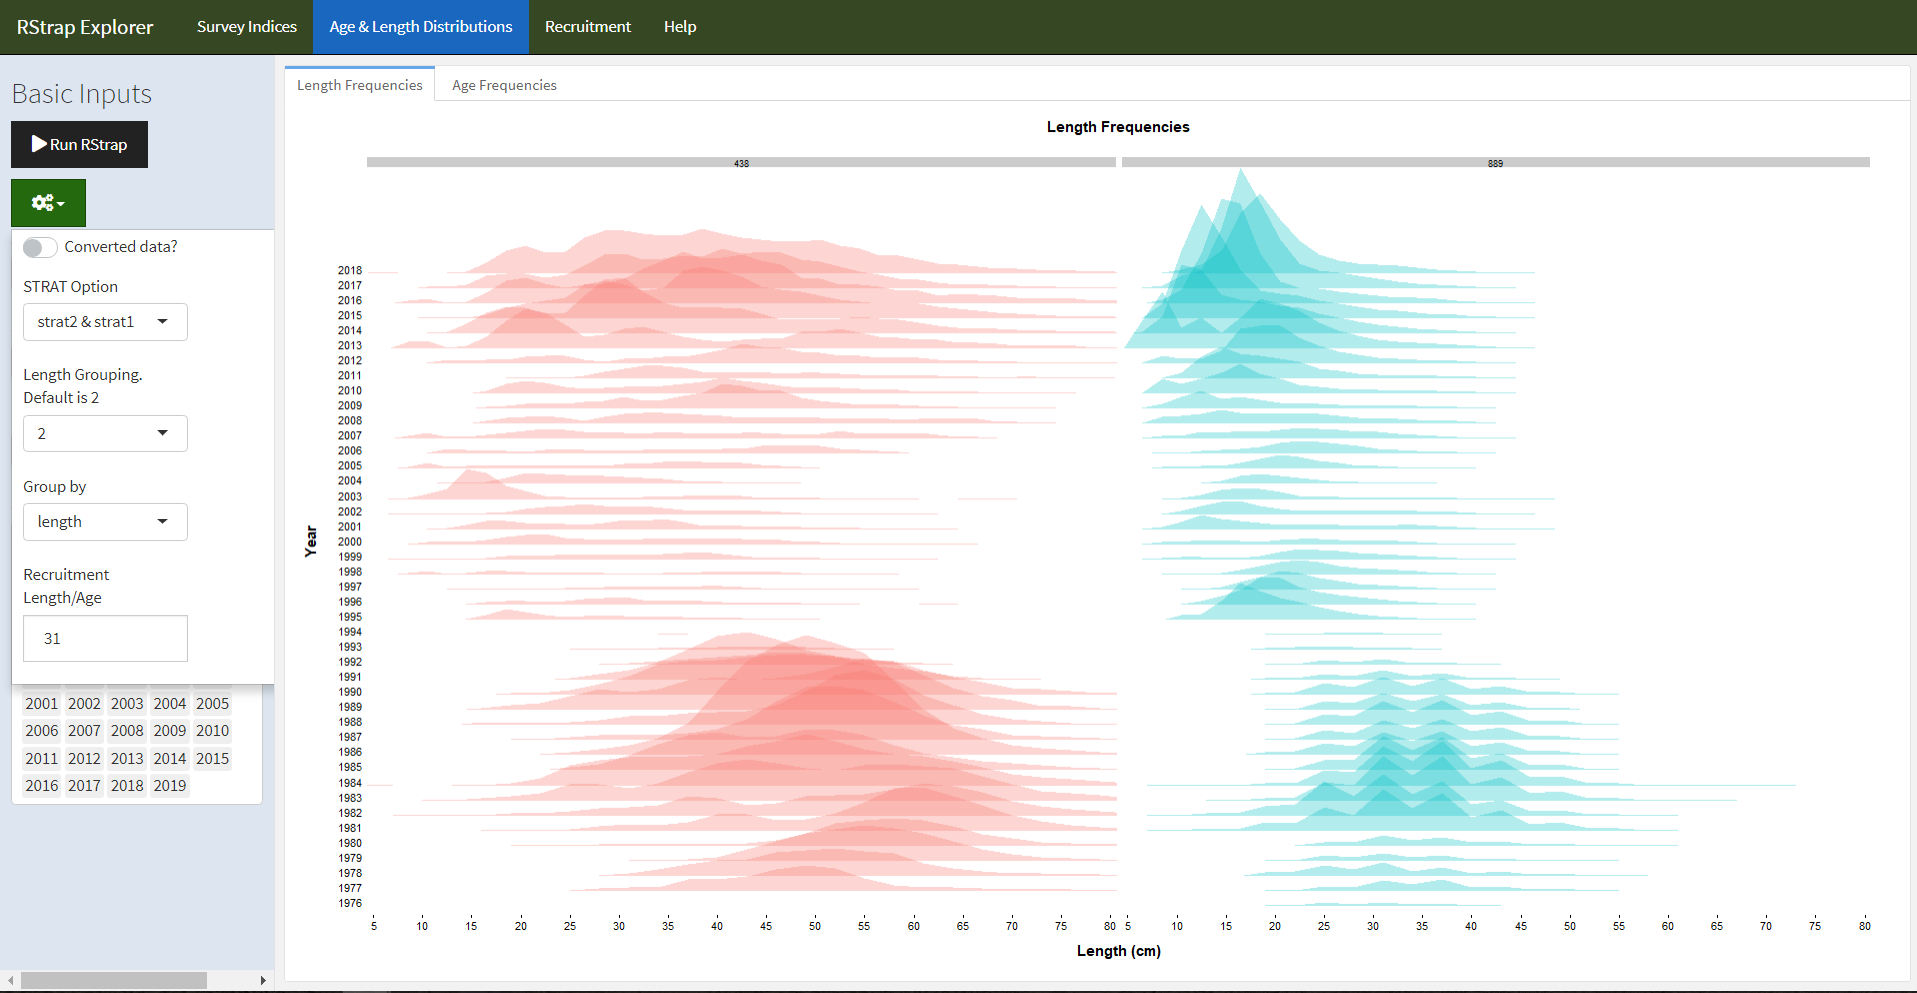 RStrap Explorer Survey Indices Age & Length Distributions Recruitment Help
Basic Inputs
Run RStrap
Converted data?
STRAT Option
strat2 & strat1
Length Grouping.
Default is 2
2
Group by
length
Recruitment
Length/Age
31
2001 2002 2003 2004 2005
2006 2007 2008 2009 2010
2011 2012 2013 2014 2015
2016 2017 2018 2019
Length Frequencies Age Frequencies
Length Frequencies
438 889
Year
2018
2017
2016
2015
2014
2013
2012
2011
2010
2009
2008
2007
2006
2005
2004
2003
2002
2001
2000
1999
1998
1997
1996
1995
1994
1993
1992
1991
1990
1989
1988
1987
1986
1985
1984
1983
1982
1981
1980
1979
1978
1977
1976
5 10 15 20 25 30 35 40 45 50 55 60 65 70 75 80 5 10 15 20 25 30 35 40 45 50 55 60 65 70 75 80
Length (cm)